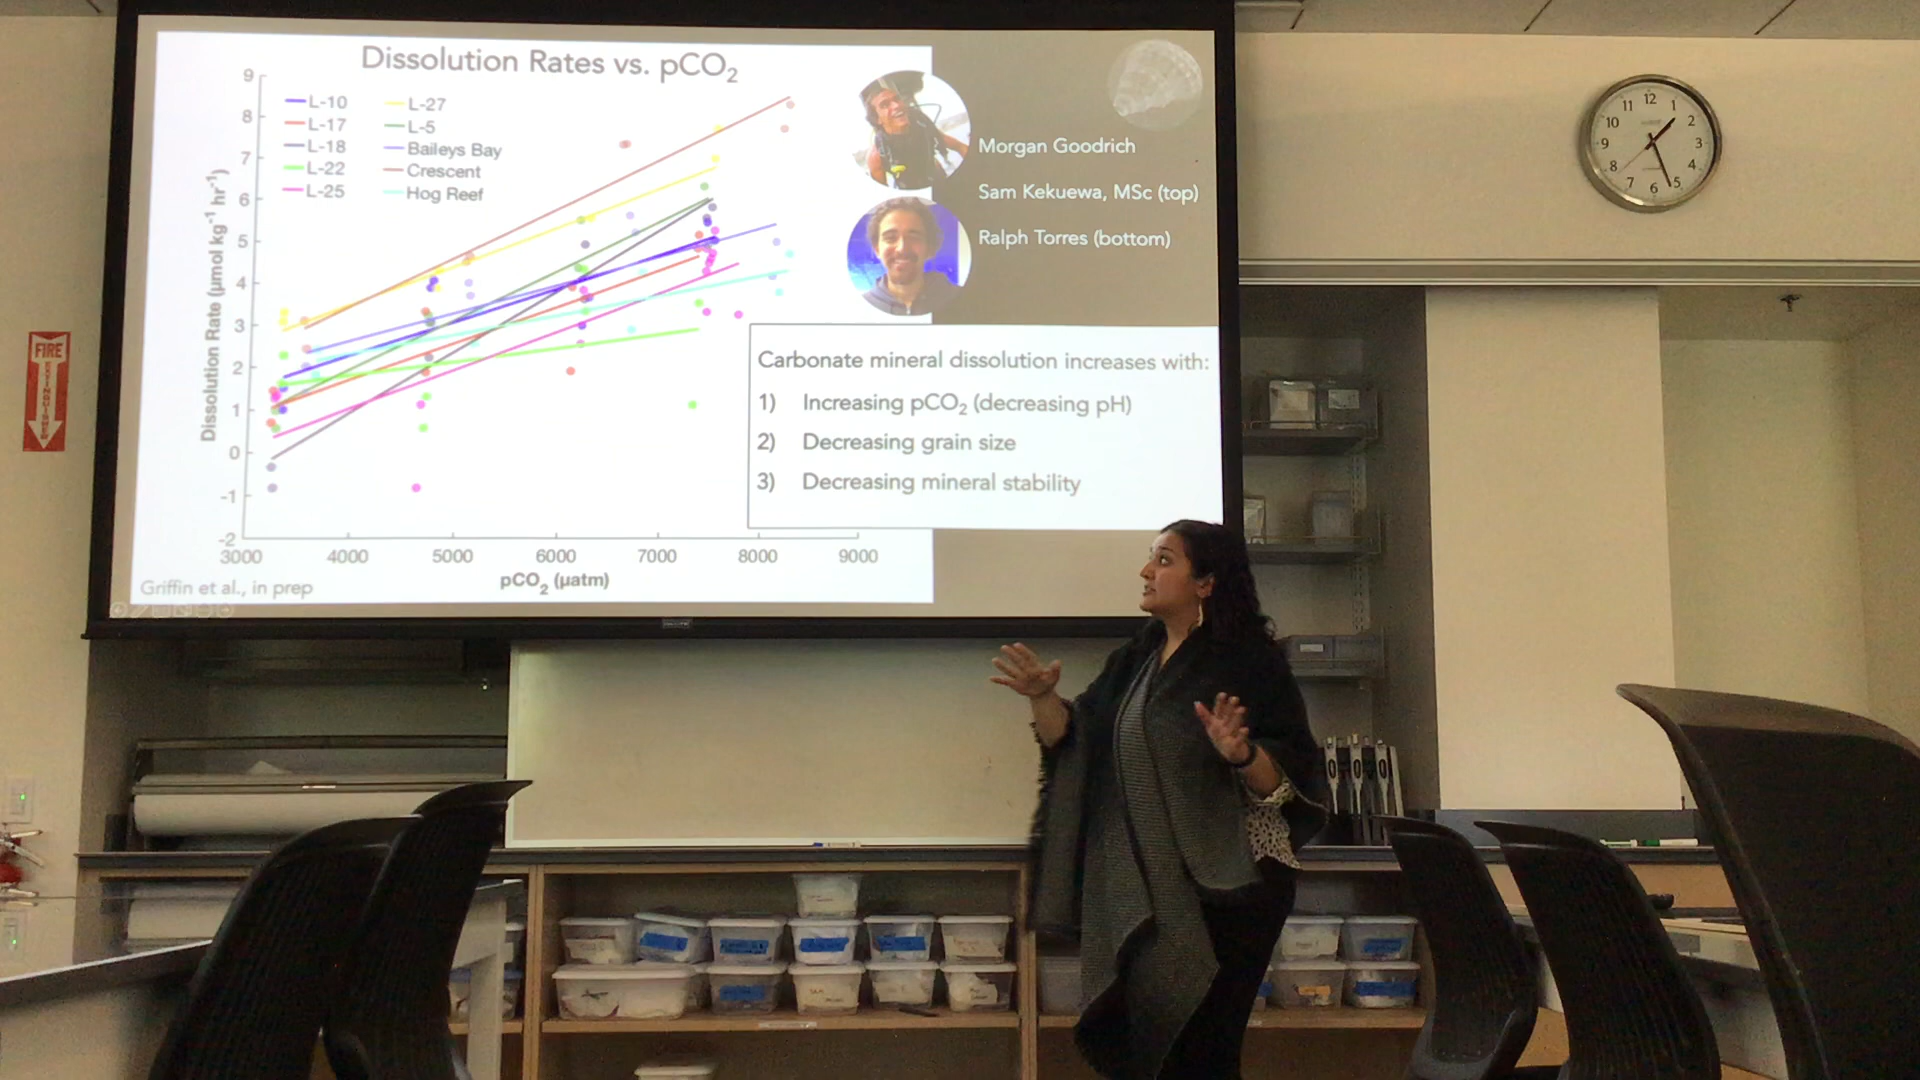 Dissolution Rates vs. pCO2
9
8
7
6
5
4
3
2
1
0
-1
-2
Dissolution Rate (μmol kg-1 hr-1)
L-10
L-17
L-18
L-22
L-25
L-27
L-5
Baileys Bay
Crescent
Hog Reef
3000 4000 5000 6000 7000 8000 9000
pCO2 (μatm)
Griffin et al., in prep
Morgan Goodrich
Sam Kekuewa, MSc (top)
Ralph Torres (bottom)
Carbonate mineral dissolution increases with:
1) Increasing pCO2 (decreasing pH)
2) Decreasing grain size
3) Decreasing mineral stability
12
1
2
3
4
5
6
7
8
9
10
11
FIRE
EXTINGUISHER